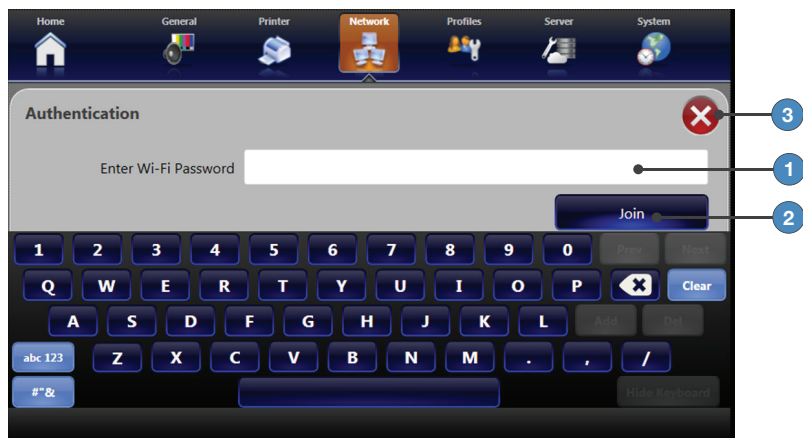 Home General Printer Network Profiles Server System
Authentication
3
Enter Wi-Fi Password
1
Join
2
1 2 3 4 5 6 7 8 9 0 Prev Next
Q W E R T Y U I O P Clear
A S D F G H J K L Add Del
abc 123 Z X C V B N M . , /
#"& Hide Keyboard